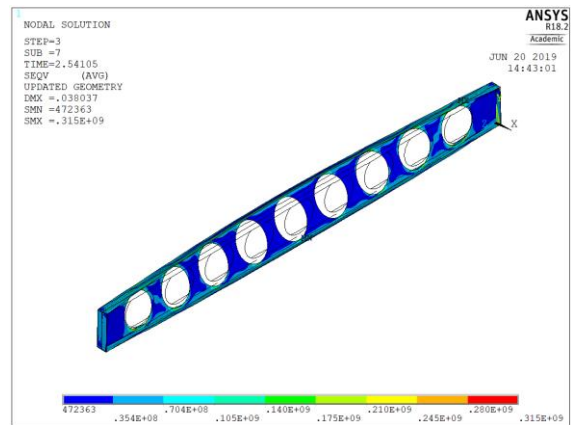 1
NODAL SOLUTION
STEP=3
SUB =7
TIME=2.54105
SEQV (AVG)
UPDATED GEOMETRY
DMX =.038037
SMN =472363
SMX =.315E+09
ANSYS
R18.2
Academic
JUN 20 2019
14:43:01
X
472363 .354E+08 .704E+08 .105E+09 .140E+09 .175E+09 .210E+09 .245E+09 .280E+09 .315E+09